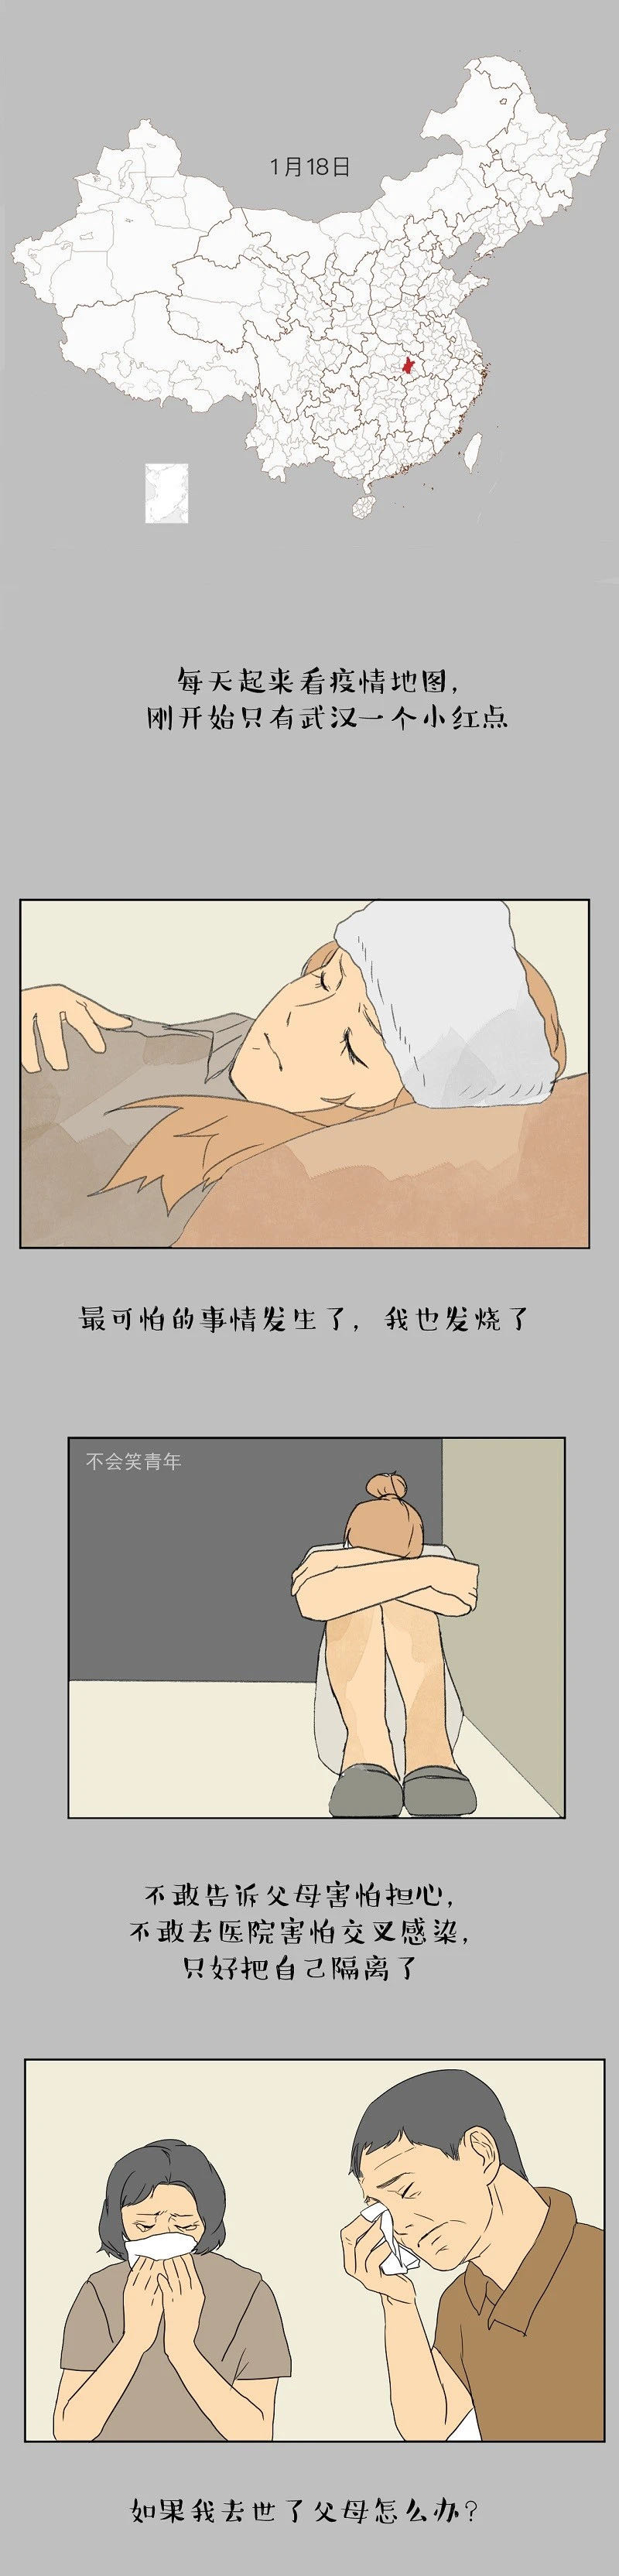 1月18日
每天起来看疫情地图，
刚开始只有武汉一个小红点
最可怕的事情发生了，我也发烧了
不会笑青年
不敢告诉父母害怕担心，
不敢去医院害怕交叉感染，
只好把自己隔离了
如果我去世了父母怎么办？